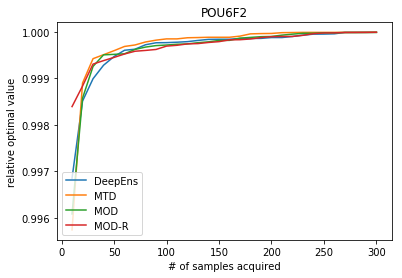 POU6F2
1.000
0.999
0.998
0.997
0.996
relative optimal value
DeepEns
MTD
MOD
MOD-R
0 50 100 150 200 250 300
# of samples acquired